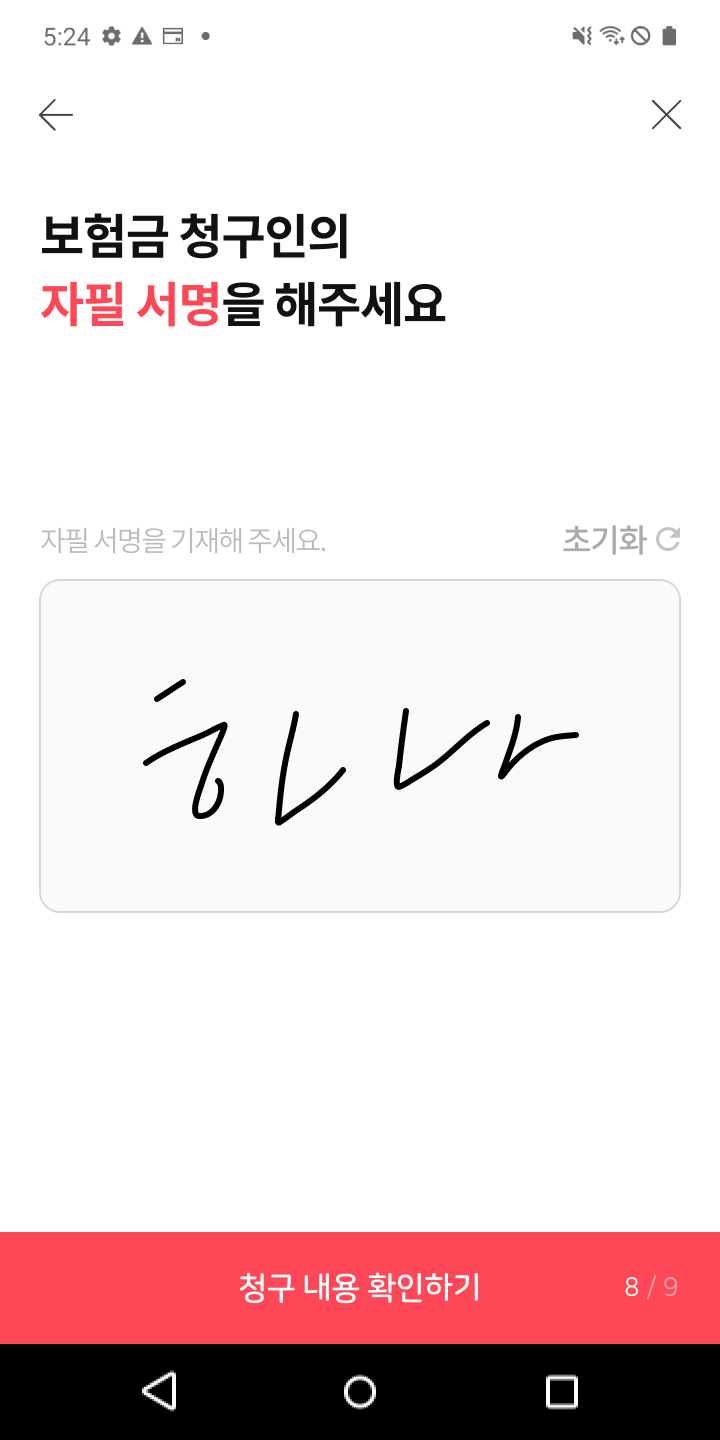 5:24
보험금 청구인의
자필 서명을 해주세요
자필 서명을 기재해 주세요.
초기화
하나
청구 내용 확인하기
8 / 9